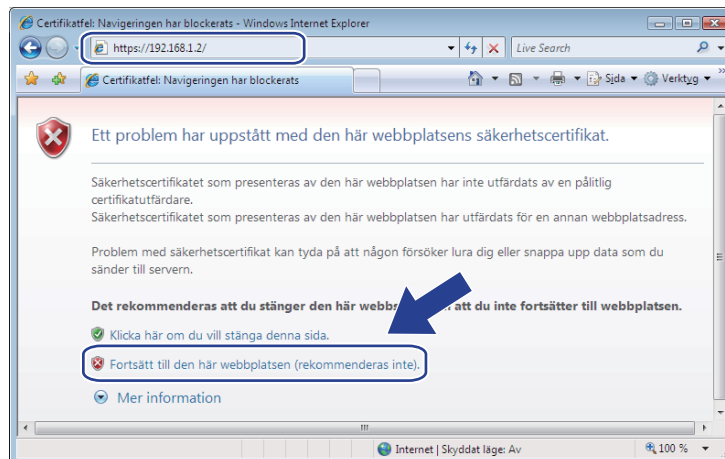 Certifikatfel: Navigeringen har blockerats - Windows Internet Explorer
https://192.168.1.2/
Live Search
Certifikatfel: Navigeringen har blockerats
Sida
Verktyg
Ett problem har uppstått med den här webbplatsens säkerhetscertifikat.
Säkerhetscertifikatet som presenteras av den här webbplatsen har inte utfärdats av en pålitlig
certifikatutfärdare.
Säkerhetscertifikatet som presenteras av den här webbplatsen har utfärdats för en annan webbplatsadress.
Problem med säkerhetscertifikat kan tyda på att någon försöker lura dig eller snappa upp data som du
sänder till servern.
Det rekommenderas att du stänger den här att du inte fortsätter till webbplatsen.
Klicka här om du vill stänga denna sida.
Fortsätt till den här webbplatsen (rekommenderas inte).
Mer information
Internet | Skyddat läge: Av
100 %